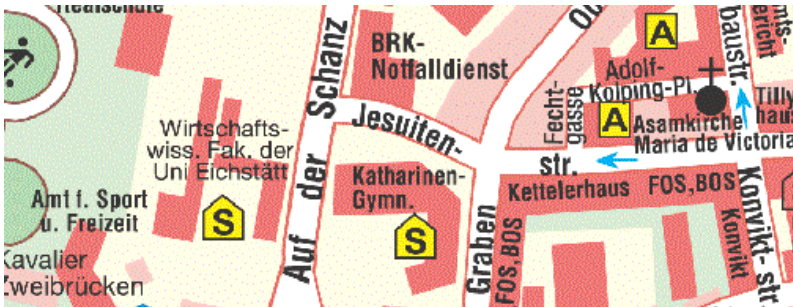 Realschule
BRK-
Notfalldienst
Auf der Schanz
Wirtschafts-
wiss. Fak. der
Uni Eichstätt
Amt f. Sport
u. Freizeit
S
Kavalier
Zweibrücken
Jesuiten-
str.
Katharinen-
Gymn.
S
Graben
A
Adolf-
Kolping-Pl.
Fecht-
gasse
A
Asamkirche
Maria de Victoria
Tilly
haus
Kettelerhaus
FOS,BOS
FOS,BOS
Konvikt
Konvikt- str
baustr.